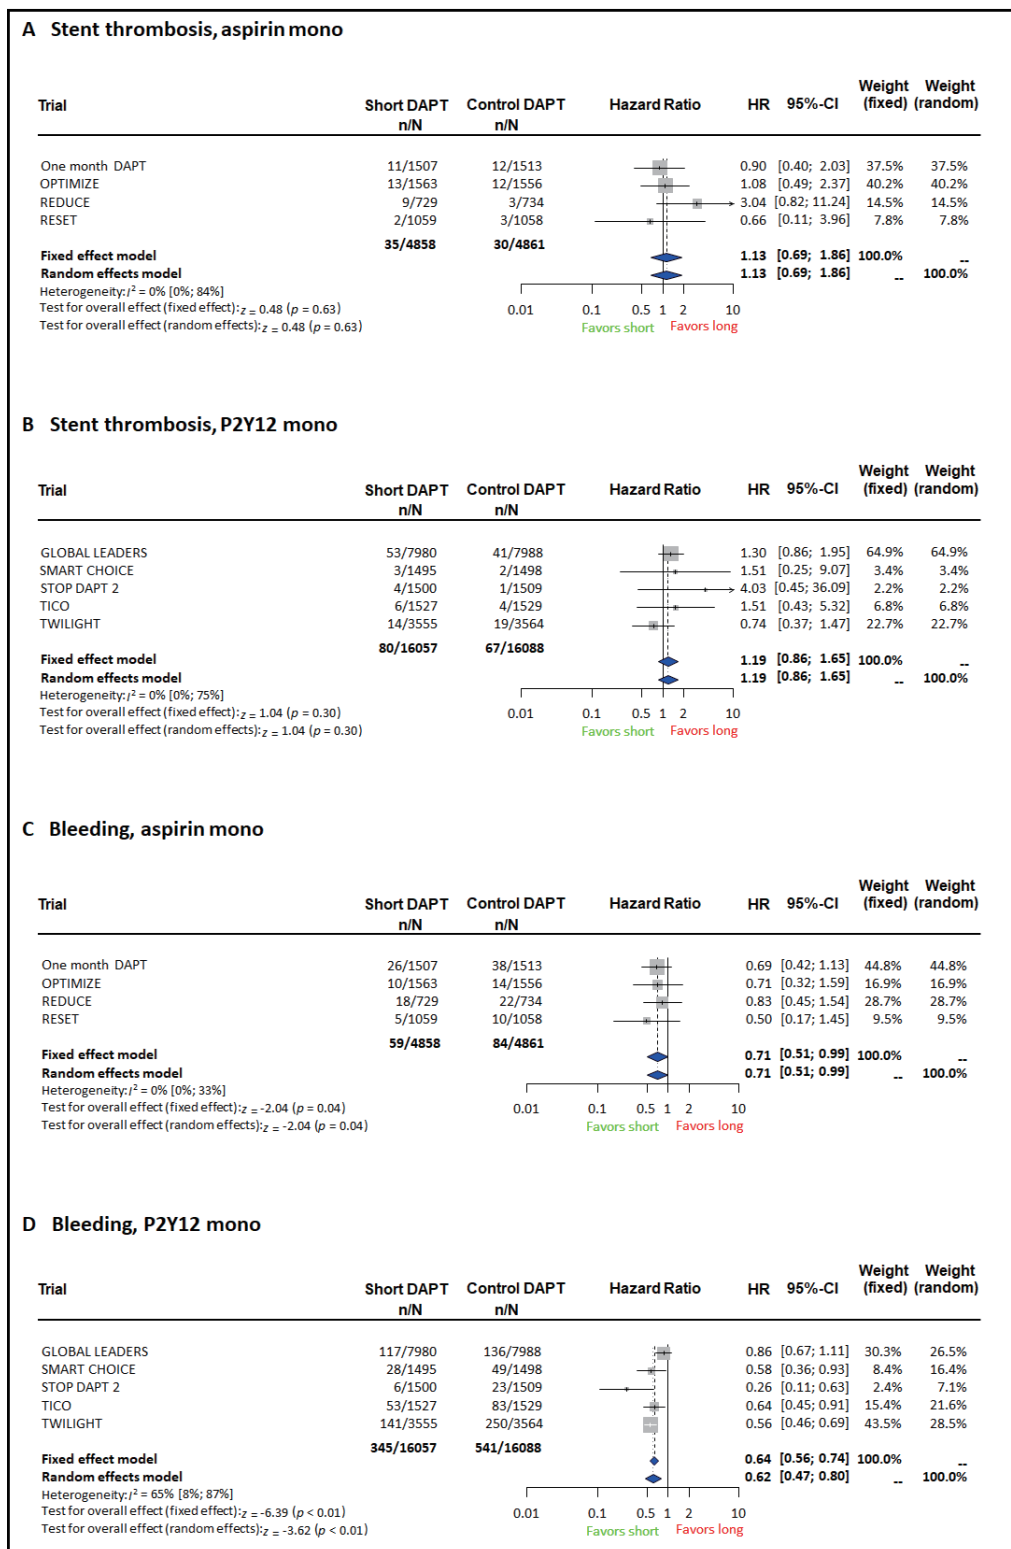 A Stent thrombosis, aspirin mono
Weight Weight
Trial Short DAPT Control DAPT Hazard Ratio HR 95%-CI (fixed) (random)
n/N n/N
One month DAPT 11/1507 12/1513 0.90 [0.40; 2.03] 37.5% 37.5%
OPTIMIZE 13/1563 12/1556 1.08 [0.49; 2.37] 40.2% 40.2%
REDUCE 9/729 3/734 3.04 [0.82; 11.24] 14.5% 14.5%
RESET 2/1059 3/1058 0.66 [0.11; 3.96] 7.8% 7.8%
35/4858 30/4861
Fixed effect model 1.13 [0.69; 1.86] 100.0% --
Random effects model 1.13 [0.69; 1.86] -- 100.0%
Heterogeneity: I² = 0% [0%; 84%]
Test for overall effect (fixed effect): z = 0.48 (p = 0.63) 0.01 0.1 0.5 1 2 10
Test for overall effect (random effects): z = 0.48 (p = 0.63) Favors short Favors long
B Stent thrombosis, P2Y12 mono
Weight Weight
Trial Short DAPT Control DAPT Hazard Ratio HR 95%-CI (fixed) (random)
n/N n/N
GLOBAL LEADERS 53/7980 41/7988 1.30 [0.86; 1.95] 64.9% 64.9%
SMART CHOICE 3/1495 2/1498 1.51 [0.25; 9.07] 3.4% 3.4%
STOP DAPT 2 4/1500 1/1509 4.03 [0.45; 36.09] 2.2% 2.2%
TICO 6/1527 4/1529 1.51 [0.43; 5.32] 6.8% 6.8%
TWILIGHT 14/3555 19/3564 0.74 [0.37; 1.47] 22.7% 22.7%
80/16057 67/16088
Fixed effect model 1.19 [0.86; 1.65] 100.0% --
Random effects model 1.19 [0.86; 1.65] -- 100.0%
Heterogeneity: I² = 0% [0%; 75%]
Test for overall effect (fixed effect): z = 1.04 (p = 0.30) 0.01 0.1 0.5 1 2 10
Test for overall effect (random effects): z = 1.04 (p = 0.30) Favors short Favors long
C Bleeding, aspirin mono
Weight Weight
Trial Short DAPT Control DAPT Hazard Ratio HR 95%-CI (fixed) (random)
n/N n/N
One month DAPT 26/1507 38/1513 0.69 [0.42; 1.13] 44.8% 44.8%
OPTIMIZE 10/1563 14/1556 0.71 [0.32; 1.59] 16.9% 16.9%
REDUCE 18/729 22/734 0.83 [0.45; 1.54] 28.7% 28.7%
RESET 5/1059 10/1058 0.50 [0.17; 1.45] 9.5% 9.5%
59/4858 84/4861
Fixed effect model 0.71 [0.51; 0.99] 100.0% --
Random effects model 0.71 [0.51; 0.99] -- 100.0%
Heterogeneity: I² = 0% [0%; 33%]
Test for overall effect (fixed effect): z = -2.04 (p = 0.04) 0.01 0.1 0.5 1 2 10
Test for overall effect (random effects): z = -2.04 (p = 0.04) Favors short Favors long
D Bleeding, P2Y12 mono
Weight Weight
Trial Short DAPT Control DAPT Hazard Ratio HR 95%-CI (fixed) (random)
n/N n/N
GLOBAL LEADERS 117/7980 136/7988 0.86 [0.67; 1.11] 30.3% 26.5%
SMART CHOICE 28/1495 49/1498 0.58 [0.36; 0.93] 8.4% 16.4%
STOP DAPT 2 6/1500 23/1509 0.26 [0.11; 0.63] 2.4% 7.1%
TICO 53/1527 83/1529 0.64 [0.45; 0.91] 15.4% 21.6%
TWILIGHT 141/3555 250/3564 0.56 [0.46; 0.69] 43.5% 28.5%
345/16057 541/16088
Fixed effect model 0.64 [0.56; 0.74] 100.0% --
Random effects model 0.62 [0.47; 0.80] -- 100.0%
Heterogeneity: I² = 65% [8%; 87%]
Test for overall effect (fixed effect): z = -6.39 (p < 0.01) 0.01 0.1 0.5 1 2 10
Test for overall effect (random effects): z = -3.62 (p < 0.01) Favors short Favors long